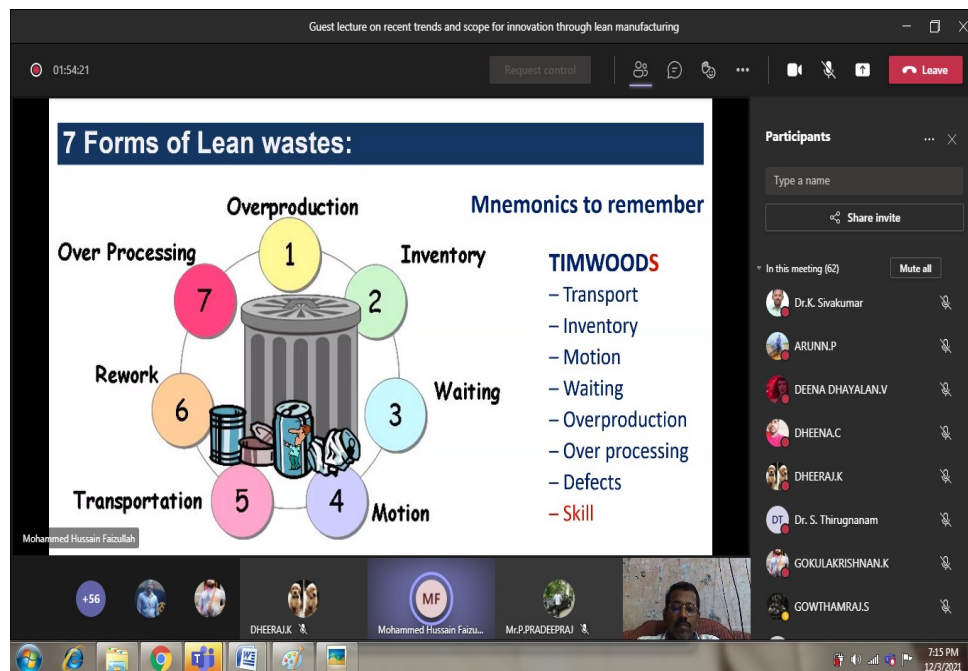 Guest lecture on recent trends and scope for innovation through lean manufacturing
01:54:21
Request control
Leave
7 Forms of Lean wastes:
Overproduction
Over Processing
Inventory
Rework
Waiting
Transportation
Motion
1
2
3
4
5
6
7
Mnemonics to remember
TIMWOODS
– Transport
– Inventory
– Motion
– Waiting
– Overproduction
– Over processing
– Defects
– Skill
Mohammed Hussain Faizullah
Participants
Type a name
Share invite
In this meeting (62)
Mute all
Dr.K. Sivakumar
ARUNN.P
DEENA DHAYALAN.V
DHEENA.C
DHEERAJ.K
DT
Dr. S. Thirugnanam
GOKULAKRISHNAN.K
GOWTHAMRAJ.S
+56
DHEERAJ.K
MF
Mohammed Hussain Faizu...
Mr.P.PRADEEPRAJ
7:15 PM
12/3/2021